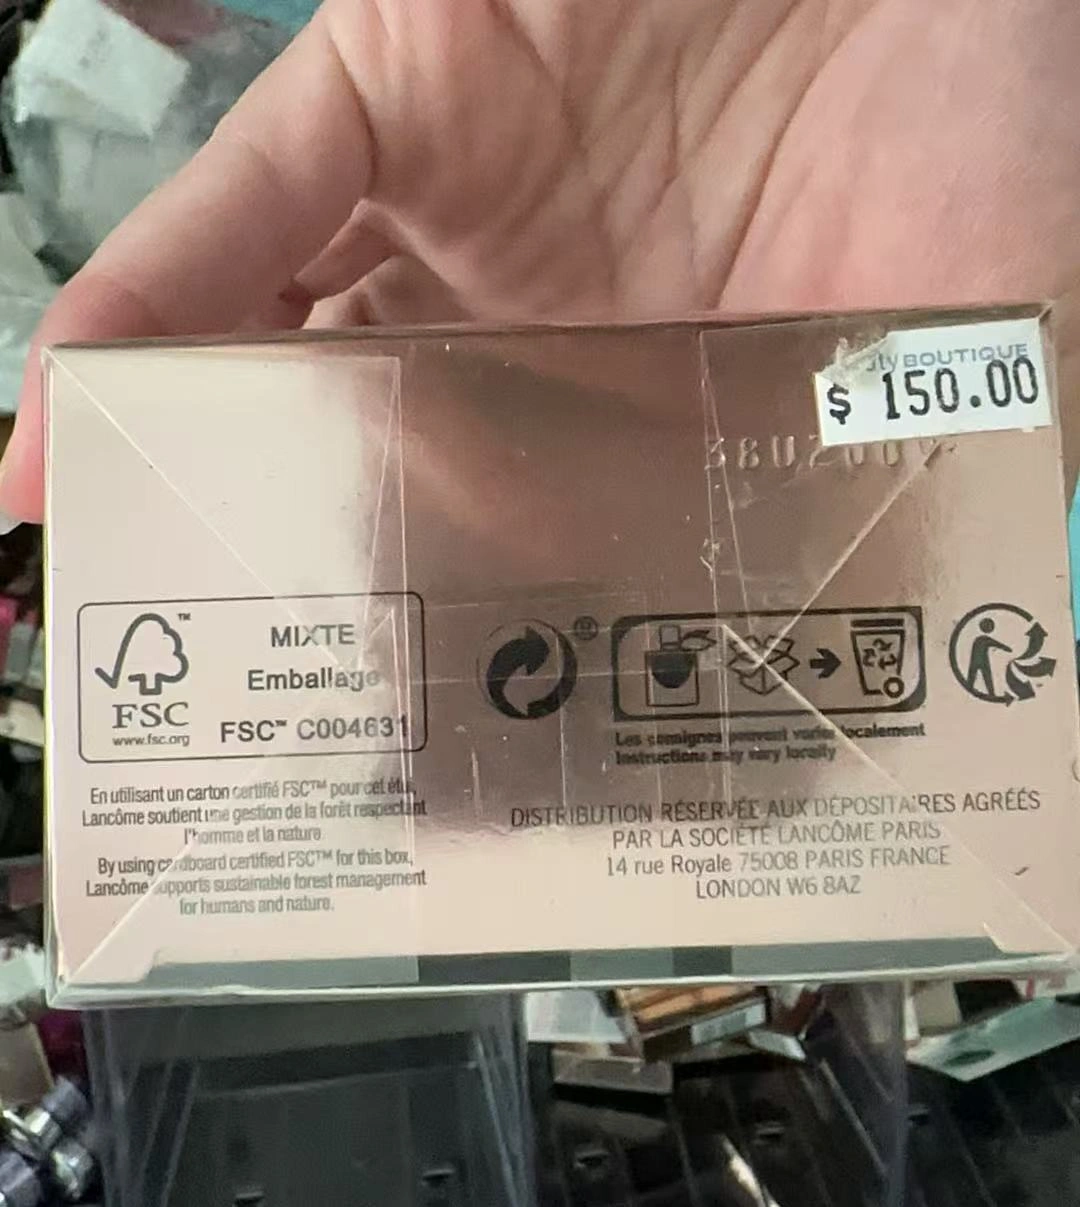 BOUTIQUE
$ 150.00
™
MIXTE
Emballage
FSC
www.fsc.org
FSC™ C004631
®
Les consignes peuvent varier localement
Instructions may vary locally
En utilisant un carton certifié FSC™ pour cet étui,
Lancôme soutient une gestion de la forêt respectant
l'homme et la nature.
By using cardboard certified FSC™ for this box,
Lancôme supports sustainable forest management
for humans and nature.
DISTRIBUTION RÉSERVÉE AUX DÉPOSITAIRES AGRÉÉS
PAR LA SOCIÉTÉ LANCÔME PARIS
14 rue Royale 75008 PARIS FRANCE
LONDON W6 8AZ